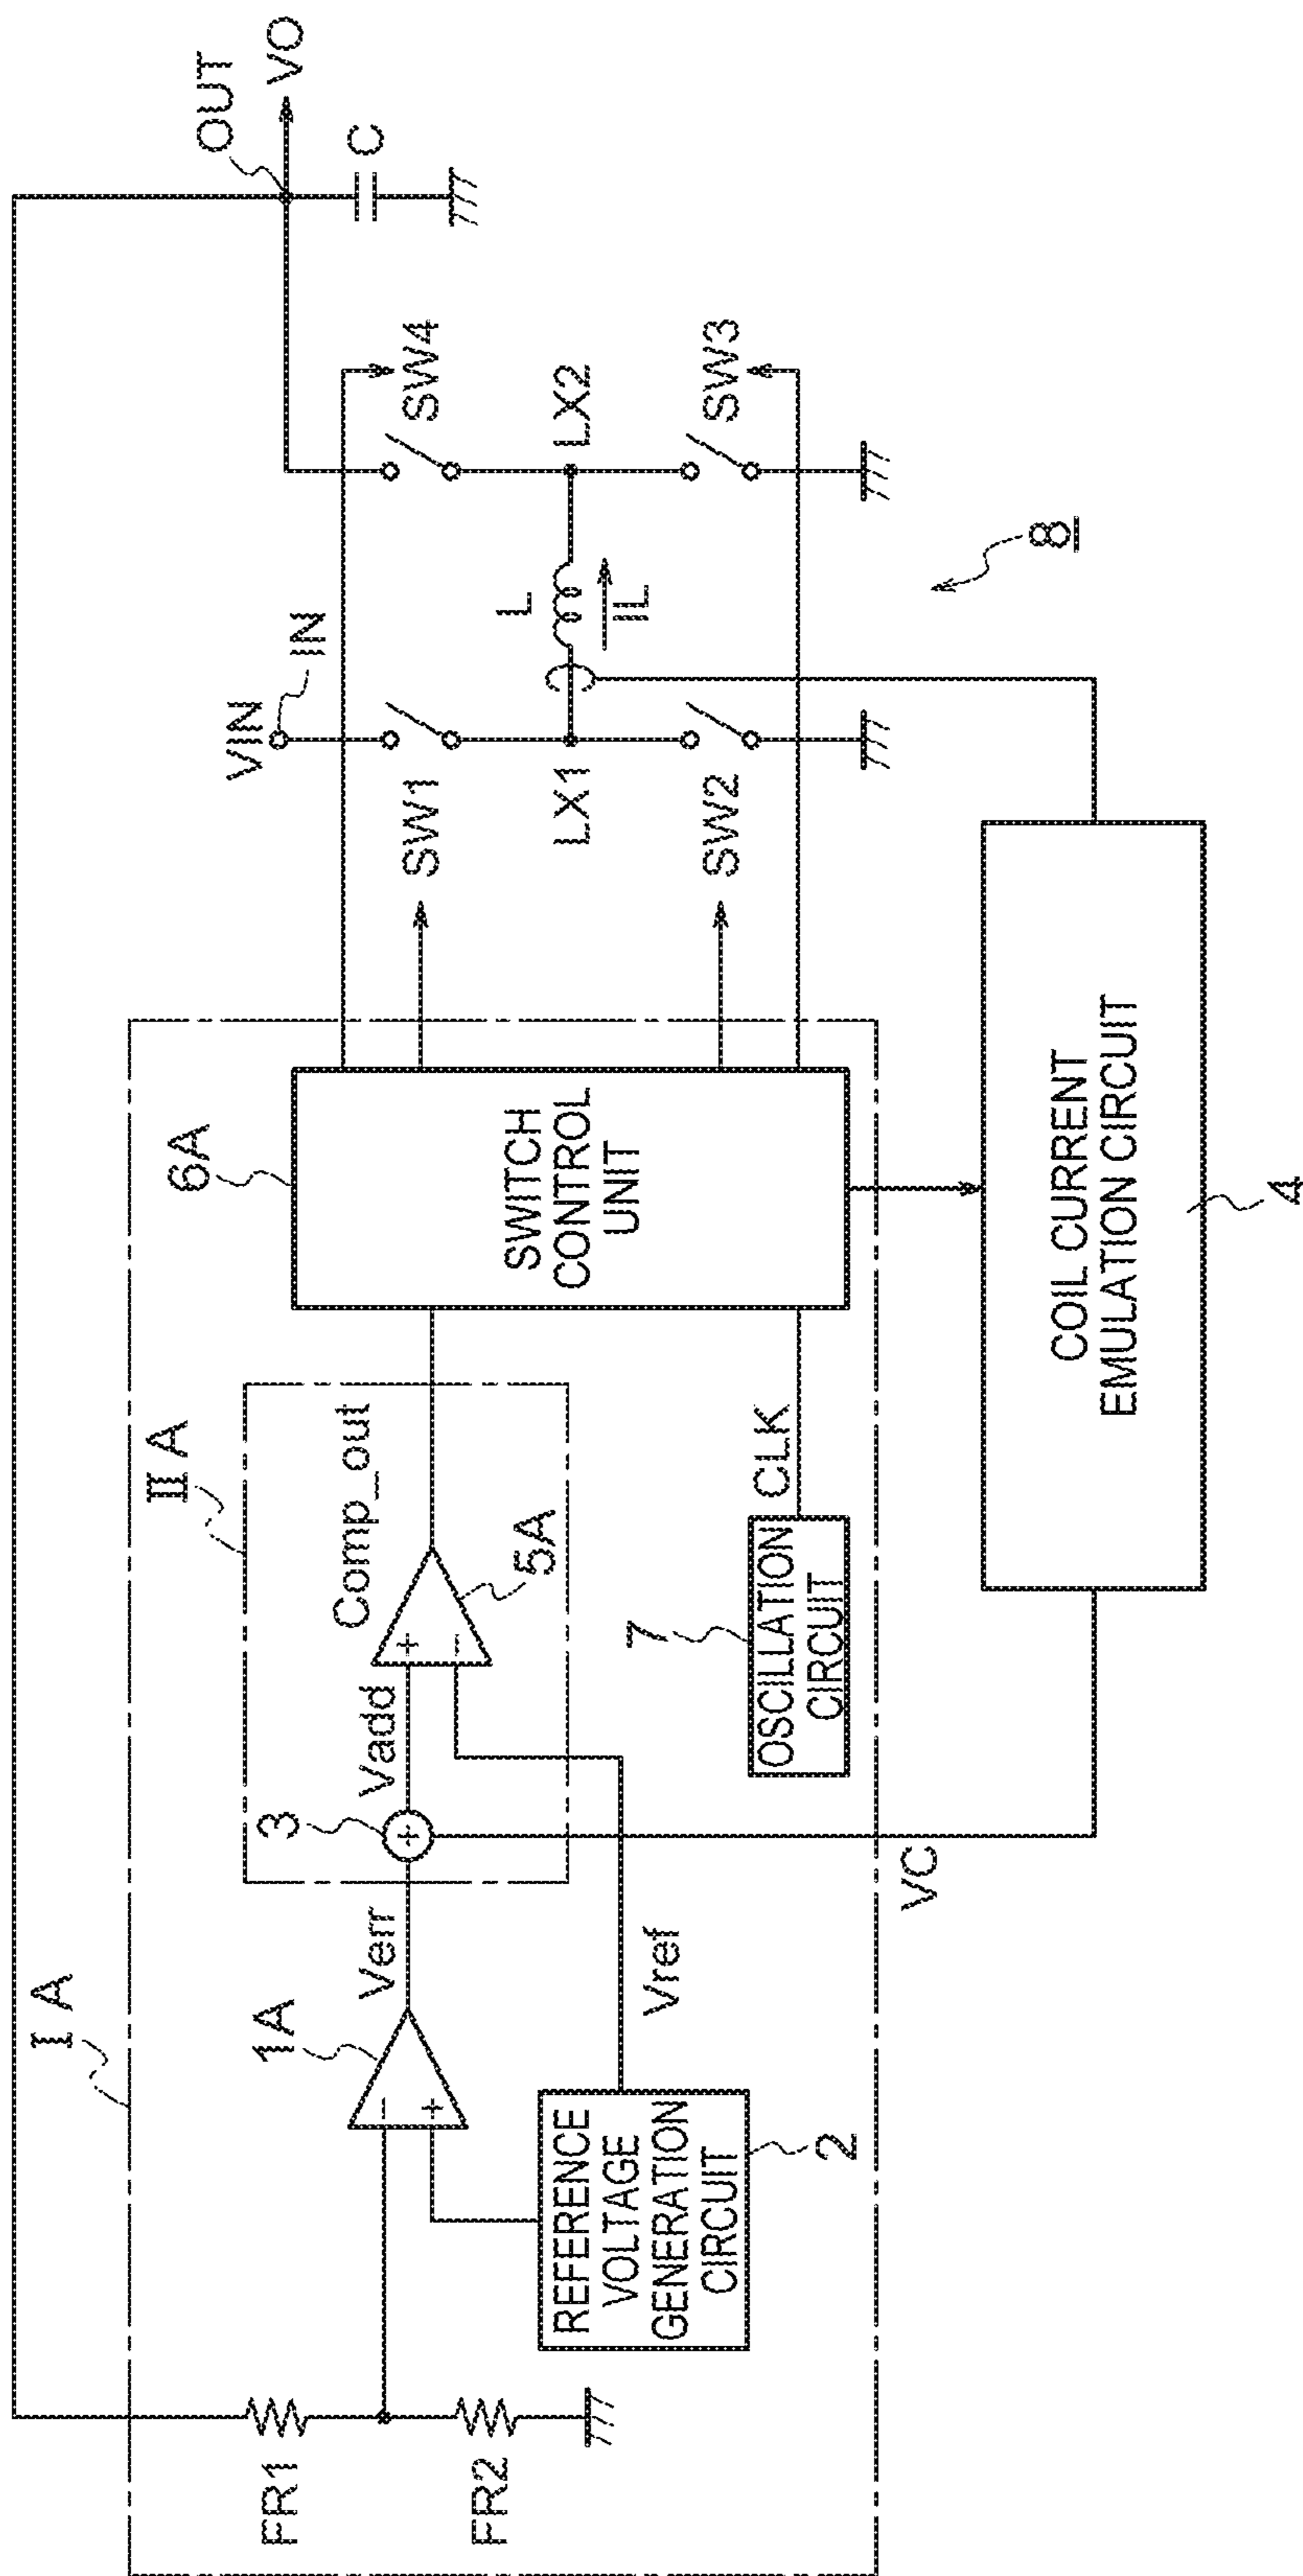 OUT
VO
C
VIN
IN
SW4
SW1
L
IL
LX1
LX2
SW2
SW3
8
I A
II A
6A
FR1
FR2
1A
Verr
3
Vadd
Comp_out
5A
SWITCH
CONTROL
UNIT
REFERENCE
VOLTAGE
GENERATION
CIRCUIT
2
Vref
7
OSCILLATION
CIRCUIT
CLK
VC
COIL CURRENT
EMULATION CIRCUIT
4